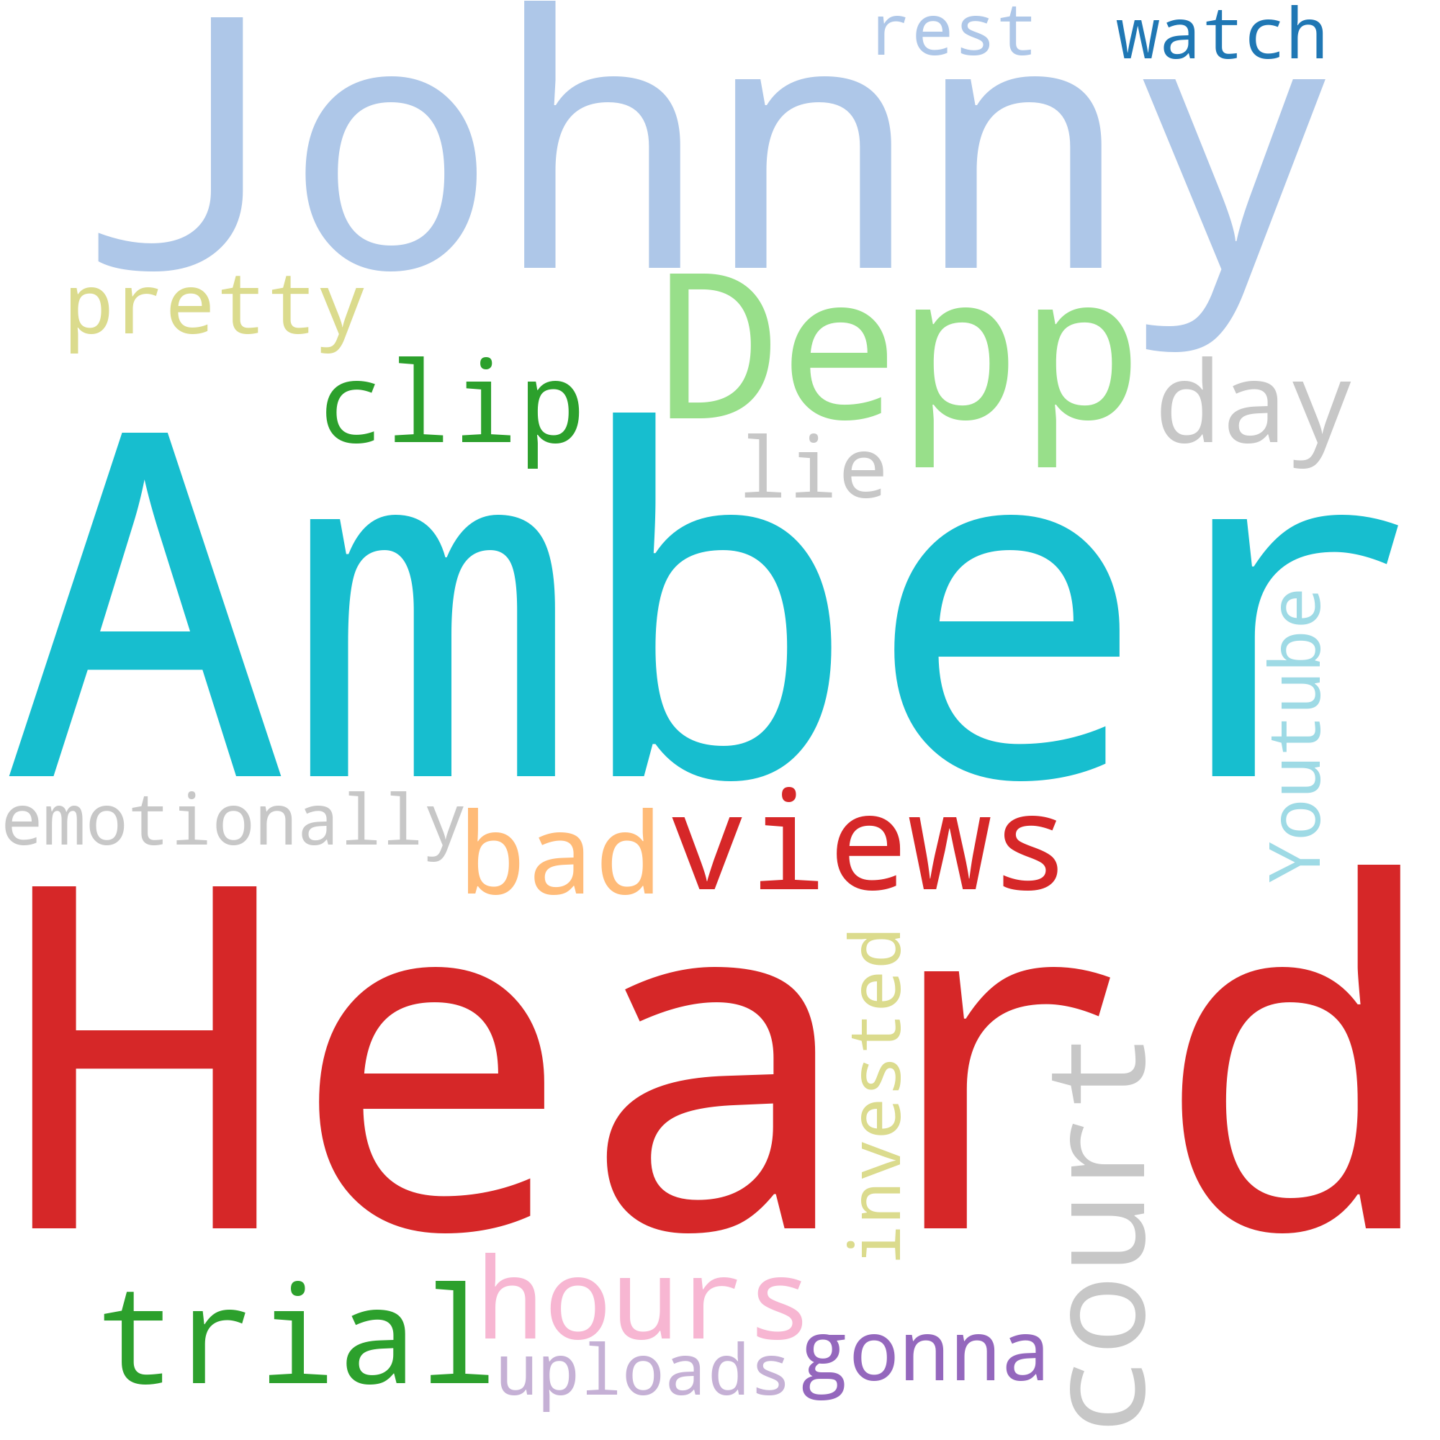 rest
watch
Johnny
pretty
Depp
clip
day
lie
Amber
Youtube
emotionally
bad
views
Heard
invested
court
trial
hours
uploads
gonna